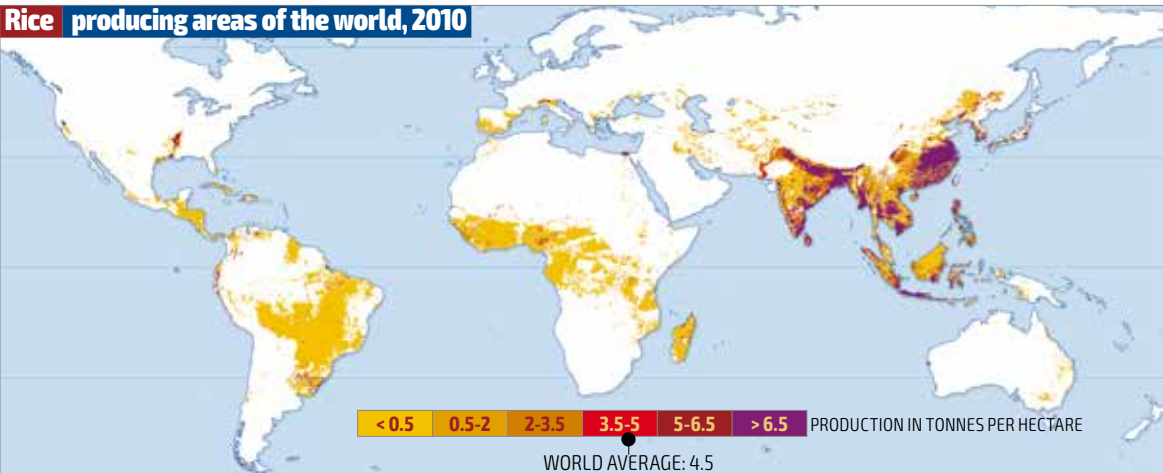 Rice producing areas of the world, 2010
< 0.5 0.5-2 2-3.5 3.5-5 5-6.5 > 6.5 PRODUCTION IN TONNES PER HECTARE
WORLD AVERAGE: 4.5